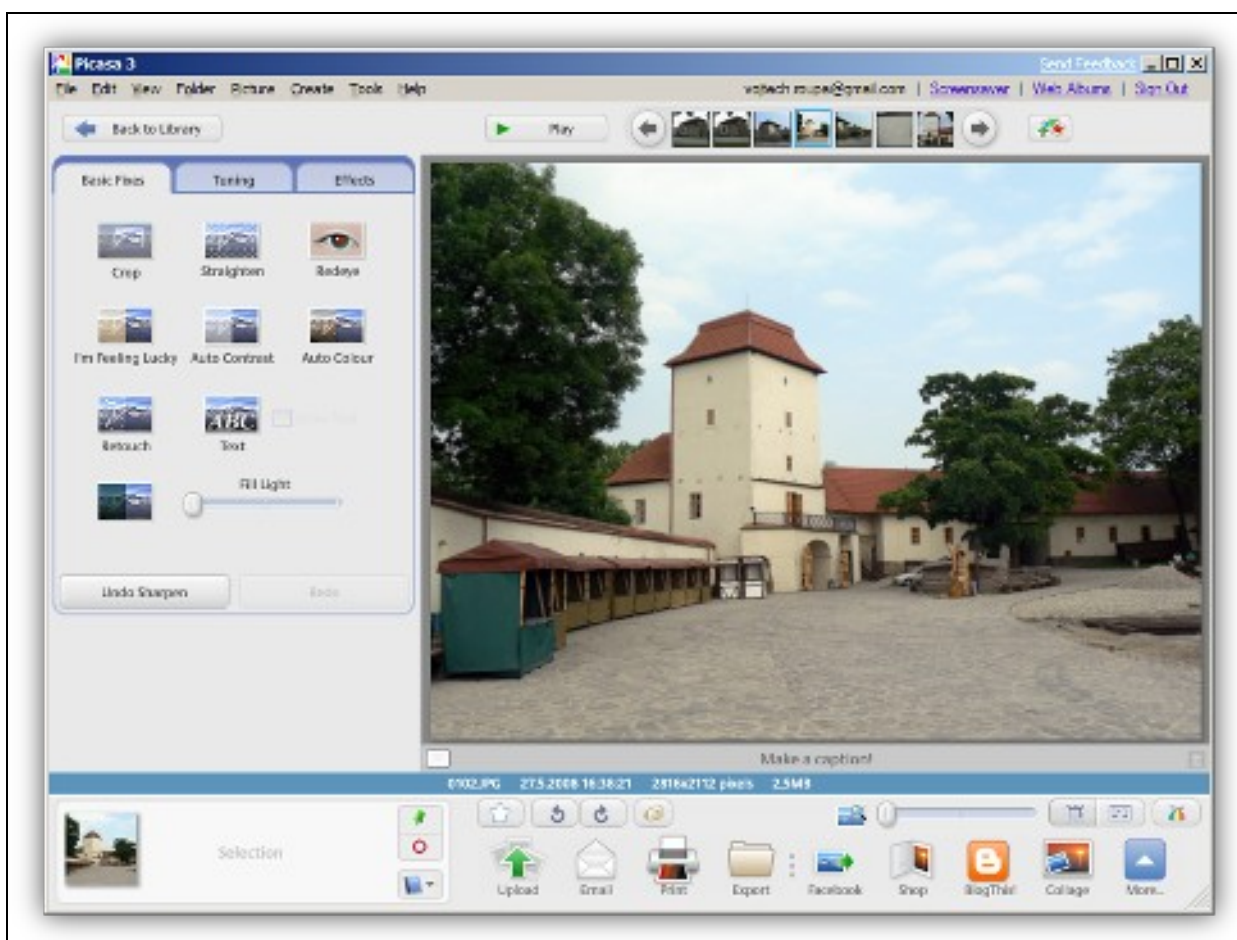 Picasa 3
Send Feedback
File Edit View Folder Picture Create Tools Help
vojtech.roupa@gmail.com | Screensaver | Web Albums | Sign Out
Back to Library
Play
Basic Fixes Tuning Effects
Crop Straighten Redeye
I'm Feeling Lucky Auto Contrast Auto Colour
ABC
Retouch Text
Fill Light
Undo Sharpen Redo
Make a caption!
0102.JPG 27.5.2008 16:38:21 2816x2112 pixels 2.5MB
Selection
Upload Email Print Export Facebook Shop BlogThis! Collage More...